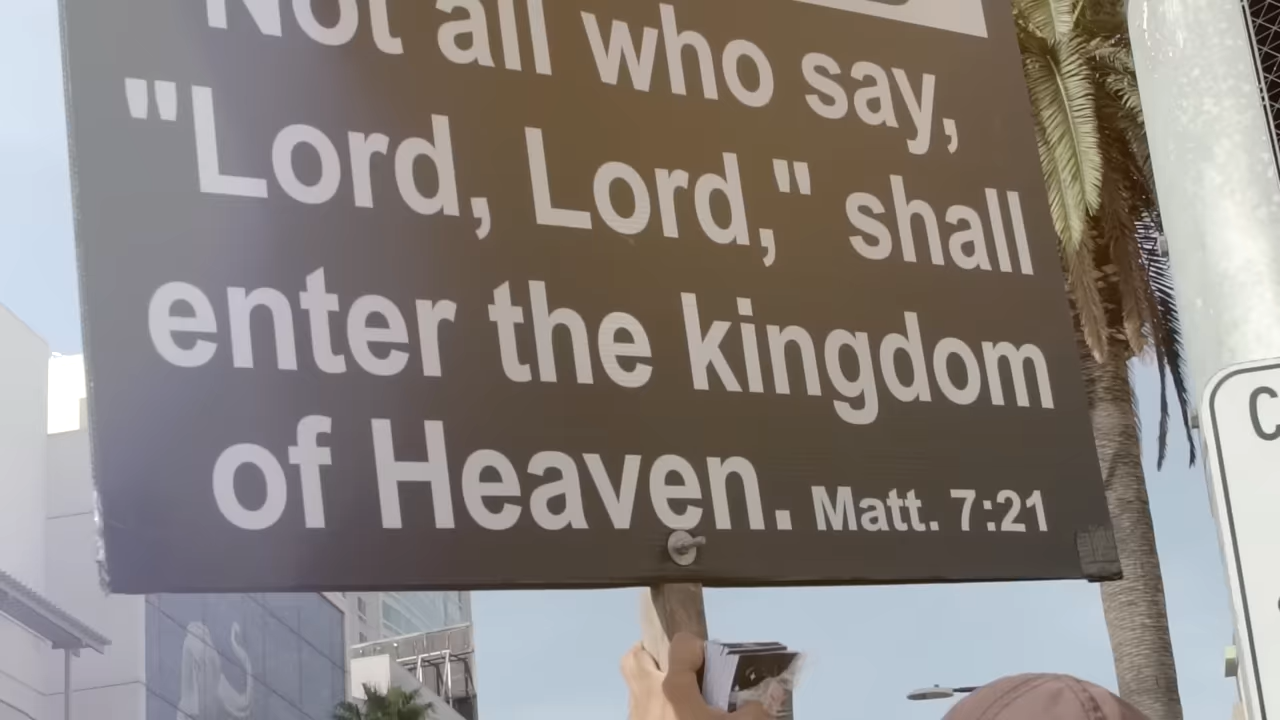 Not all who say,
"Lord, Lord," shall
enter the kingdom
of Heaven. Matt. 7:21
C